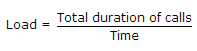 Load = Total duration of calls
Time